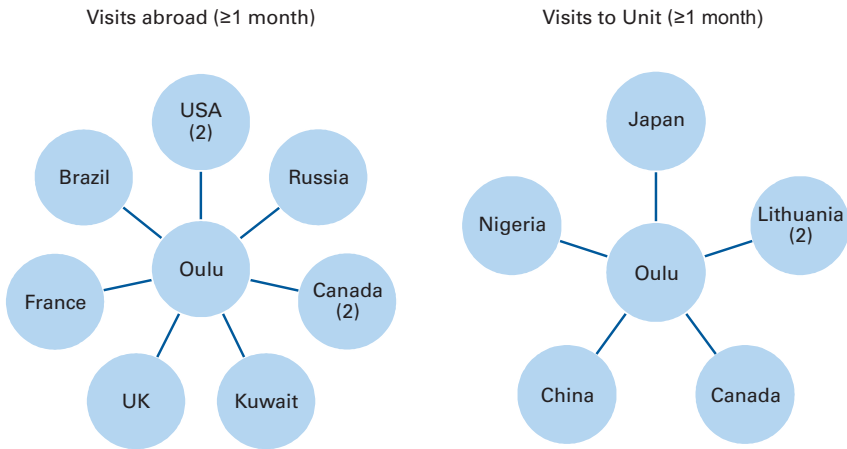 Visits abroad (≥1 month)
USA
(2)
Brazil
Russia
Oulu
France
Canada
(2)
UK
Kuwait
Visits to Unit (≥1 month)
Japan
Nigeria
Lithuania
(2)
Oulu
China
Canada